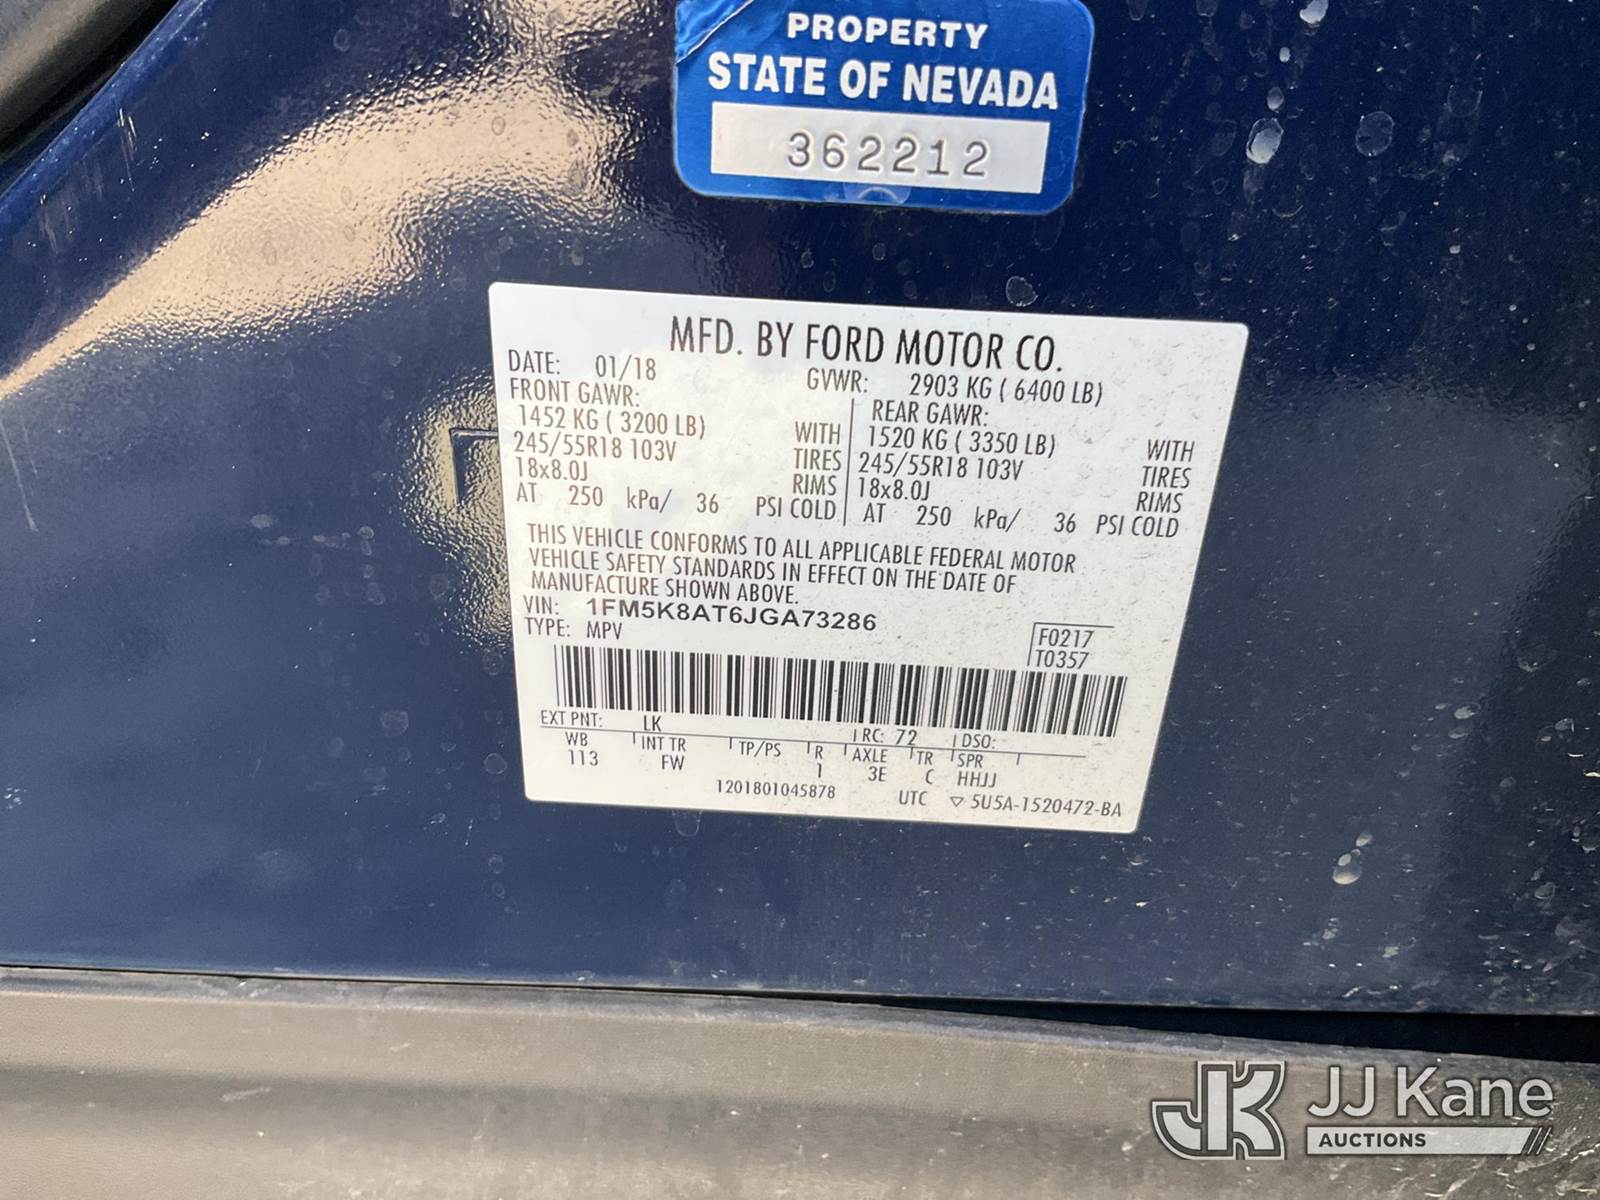 PROPERTY
STATE OF NEVADA
362212
MFD. BY FORD MOTOR CO.
DATE: 01/18 GVWR: 2903 KG ( 6400 LB)
FRONT GAWR: REAR GAWR:
1452 KG ( 3200 LB) WITH 1520 KG ( 3350 LB) WITH
245/55R18 103V TIRES 245/55R18 103V TIRES
18x8.0J RIMS 18x8.0J RIMS
AT 250 kPa/ 36 PSI COLD AT 250 kPa/ 36 PSI COLD
THIS VEHICLE CONFORMS TO ALL APPLICABLE FEDERAL MOTOR
VEHICLE SAFETY STANDARDS IN EFFECT ON THE DATE OF
MANUFACTURE SHOWN ABOVE.
VIN: 1FM5K8AT6JGA73286
TYPE: MPV F0217
T0357
EXT PNT: LK RC: 72 DSO:
WB INT TR TP/PS R AXLE TR SPR
113 FW 1 3E C HHJJ
1201801045878 UTC ▽ 5U5A-1520472-BA
JK JJ Kane
AUCTIONS